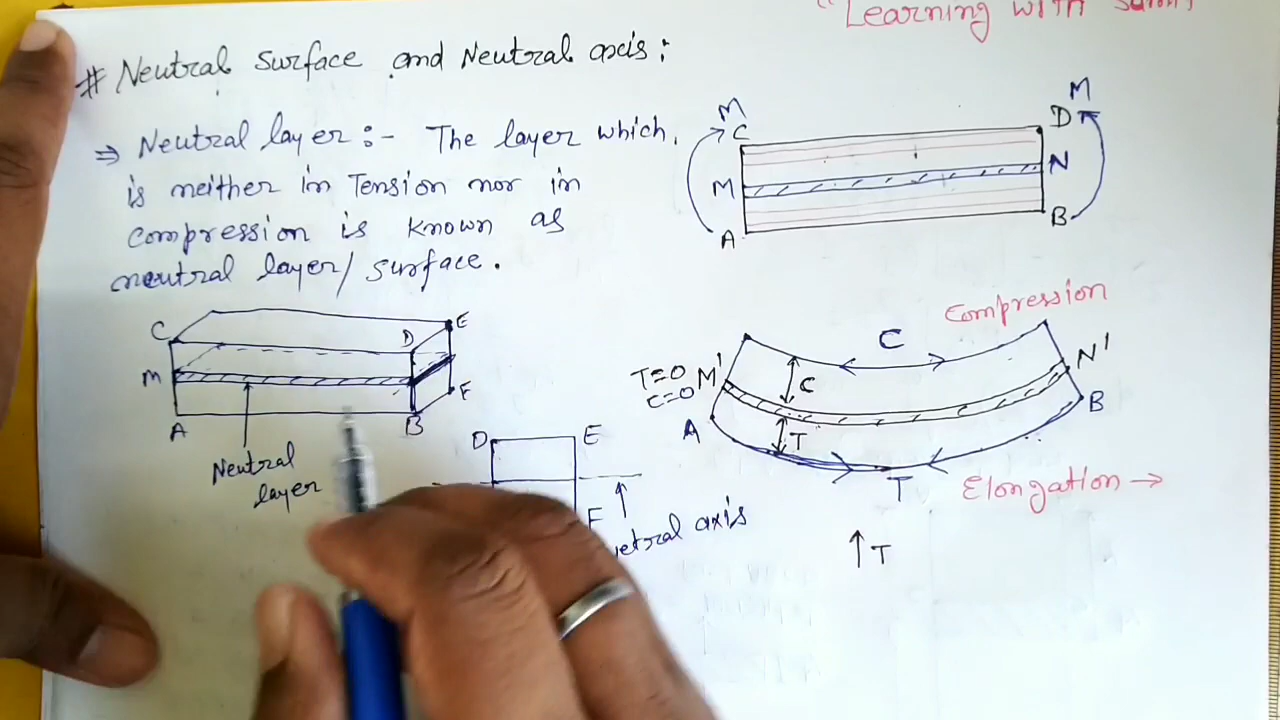 "Learning with
# Neutral surface and Neutral axis:
⇒ Neutral layer:- The layer which
is neither in Tension nor in
compression is known as
neutral layer/surface.
M
C
M
A
M
D
N
B
C
D
E
M
A
B
F
Neutral
layer
D
E
F
axis
Compression
C
T=0
C=0
M'
N'
C
T
A
B
T
Elongation →
↑T